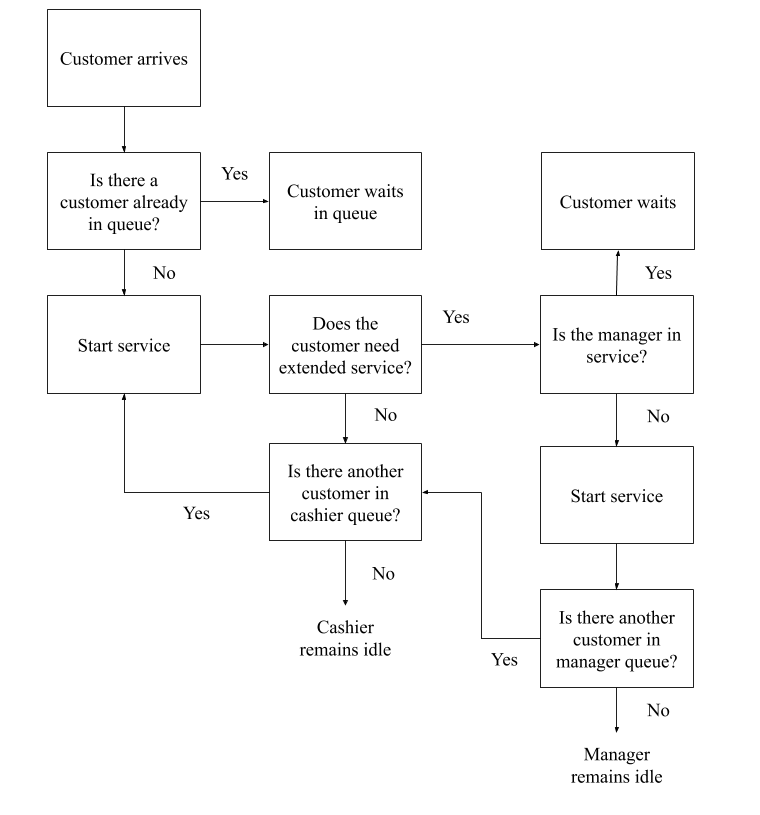 Customer arrives
Is there a
customer already
in queue?
Yes
Customer waits
in queue
Customer waits
No
Yes
Start service
Does the
customer need
extended service?
Yes
Is the manager in
service?
No
No
Is there another
customer in
cashier queue?
Yes
Start service
No
Cashier
remains idle
Is there another
customer in
manager queue?
Yes
No
Manager
remains idle